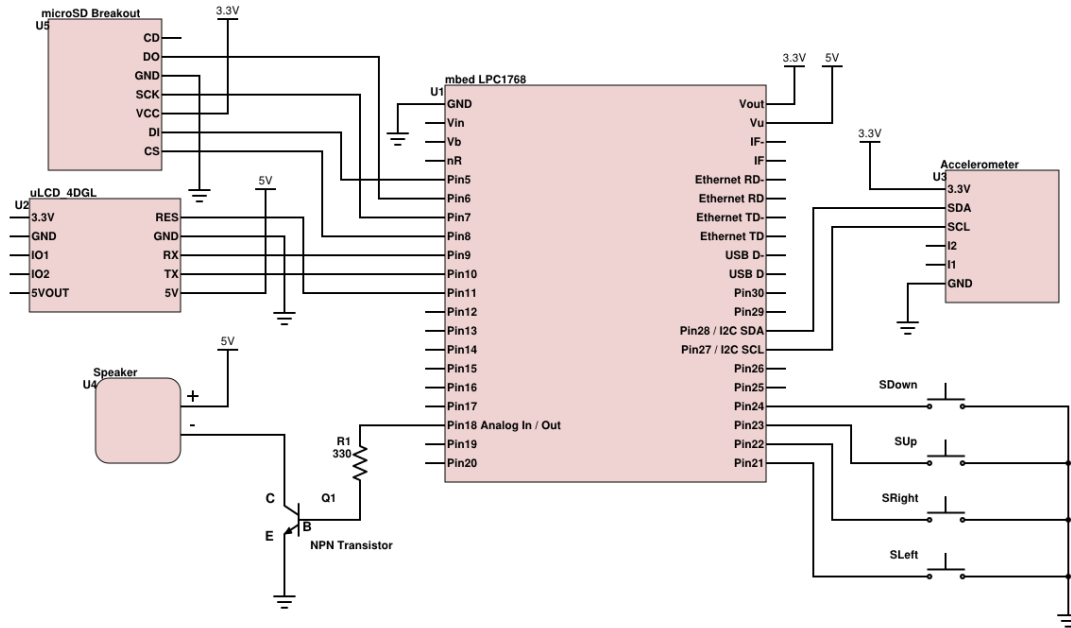 microSD Breakout
U5
CD
DO
GND
SCK
VCC
DI
CS
3.3V
uLCD_4DGL
U2
3.3V
GND
IO1
IO2
5VOUT
RES
GND
RX
TX
5V
5V
Speaker
U4
+
-
5V
R1
330
Q1
C
B
E
NPN Transistor
mbed LPC1768
U1
GND
Vin
Vb
nR
Pin5
Pin6
Pin7
Pin8
Pin9
Pin10
Pin11
Pin12
Pin13
Pin14
Pin15
Pin16
Pin17
Pin18 Analog In / Out
Pin19
Pin20
Vout
Vu
IF-
IF
Ethernet RD-
Ethernet RD
Ethernet TD-
Ethernet TD
USB D-
USB D
Pin30
Pin29
Pin28 / I2C SDA
Pin27 / I2C SCL
Pin26
Pin25
Pin24
Pin23
Pin22
Pin21
3.3V
5V
3.3V
Accelerometer
U3
3.3V
SDA
SCL
I2
I1
GND
SDown
SUp
SRight
SLeft